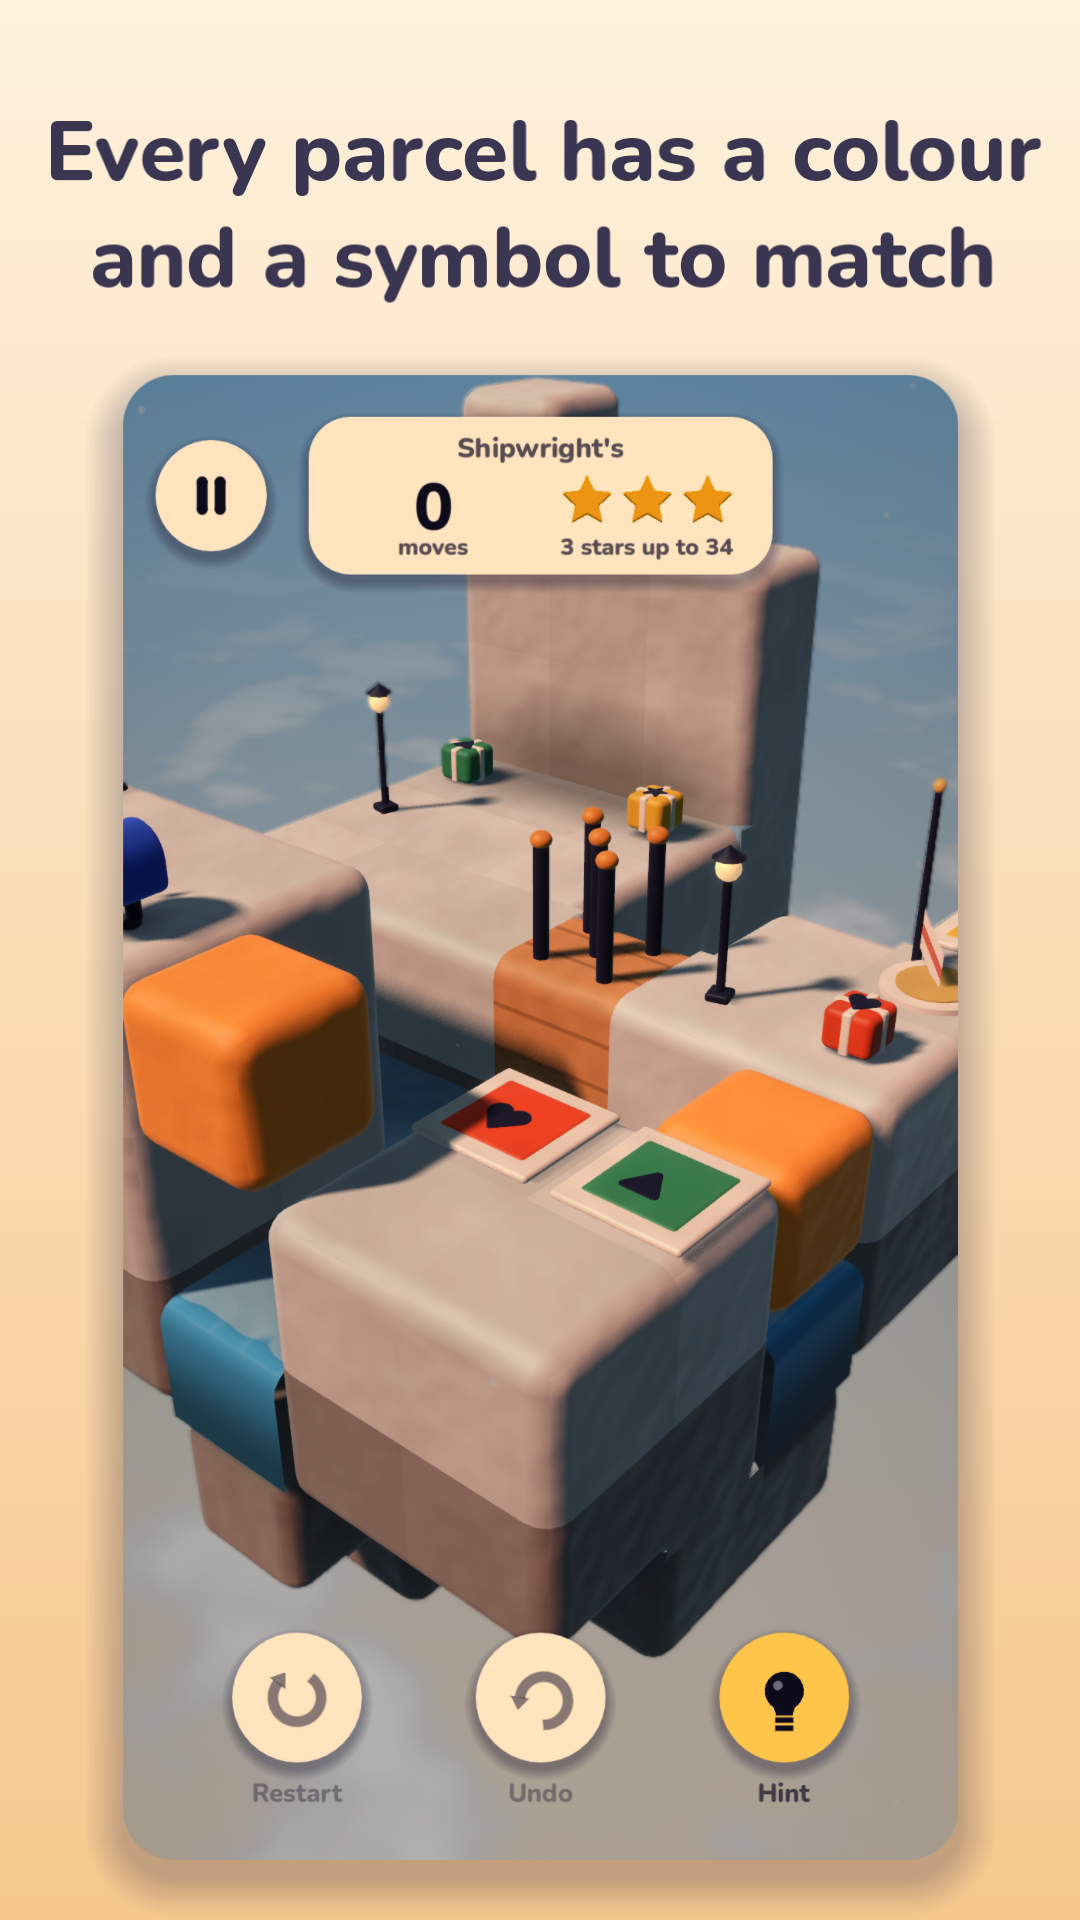 Every parcel has a colour
and a symbol to match
Shipwright's
0
moves
3 stars up to 34
Restart
Undo
Hint